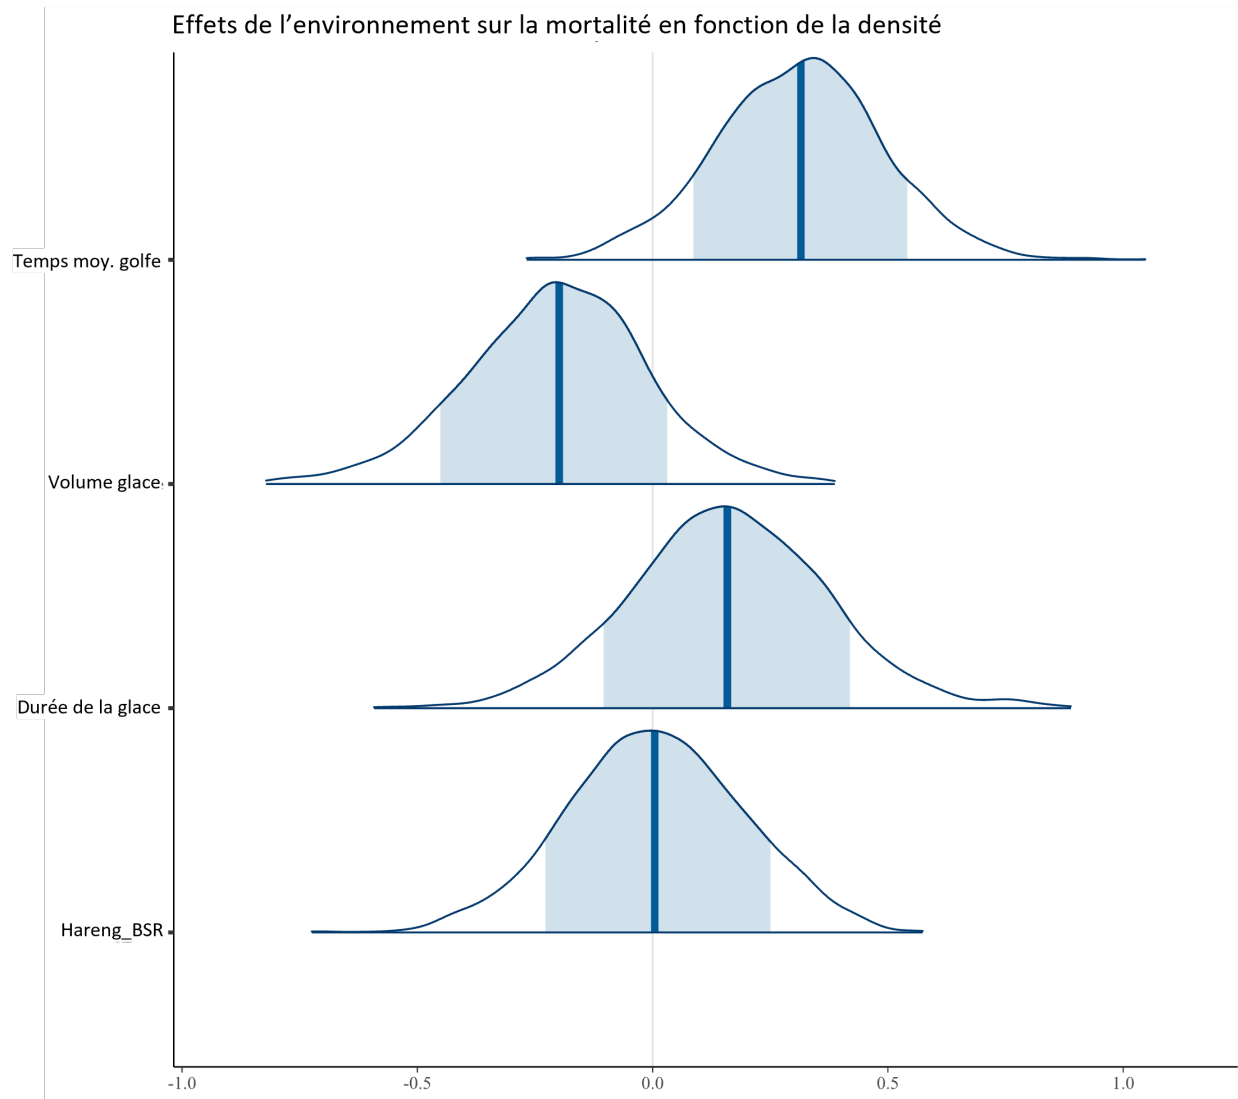 Effets de l’environnement sur la mortalité en fonction de la densité
Temps moy. golfe
Volume glace
Durée de la glace
Hareng_BSR
-1.0 -0.5 0.0 0.5 1.0